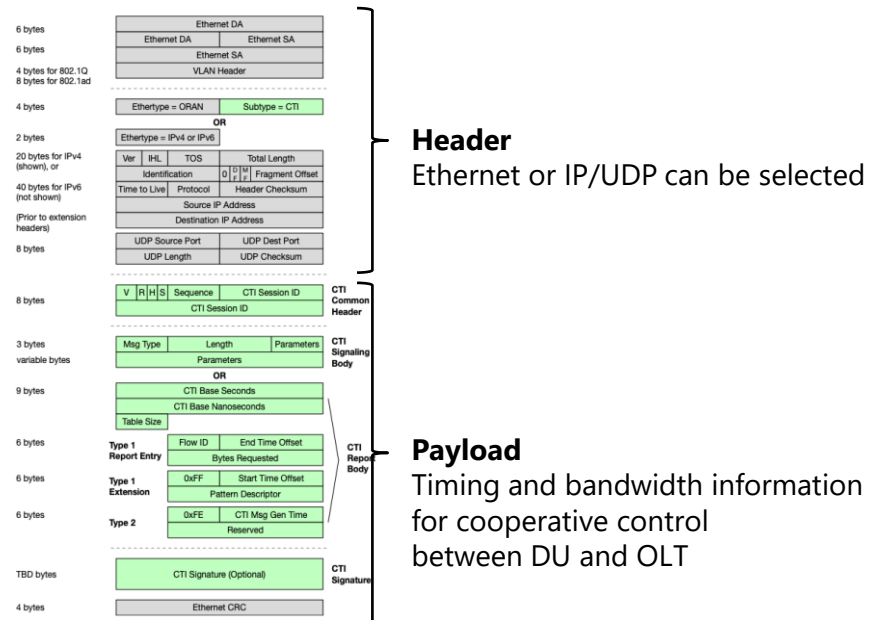 6 bytes
Ethernet DA
Ethernet DA Ethernet SA
6 bytes
Ethernet SA
4 bytes for 802.1Q
8 bytes for 802.1ad
VLAN Header
4 bytes
Ethertype = ORAN Subtype = CTI
OR
2 bytes
Ethertype = IPv4 or IPv6
20 bytes for IPv4
(shown), or
Ver IHL TOS Total Length
Identification 0 DF MF Fragment Offset
40 bytes for IPv6
(not shown)
Time to Live Protocol Header Checksum
Source IP Address
(Prior to extension
headers)
Destination IP Address
8 bytes
UDP Source Port UDP Dest Port
UDP Length UDP Checksum
Header
Ethernet or IP/UDP can be selected
8 bytes
V R H S Sequence CTI Session ID
CTI Session ID
CTI
Common
Header
3 bytes
Msg Type Length Parameters
variable bytes
Parameters
CTI
Signaling
Body
OR
9 bytes
CTI Base Seconds
CTI Base Nanoseconds
Table Size
6 bytes
Type 1
Report Entry
Flow ID End Time Offset
Bytes Requested
CTI
Report
Body
6 bytes
Type 1
Extension
0xFF Start Time Offset
Pattern Descriptor
6 bytes
Type 2
0xFE CTI Msg Gen Time
Reserved
Payload
Timing and bandwidth information
for cooperative control
between DU and OLT
TBD bytes
CTI Signature (Optional)
CTI
Signature
4 bytes
Ethernet CRC